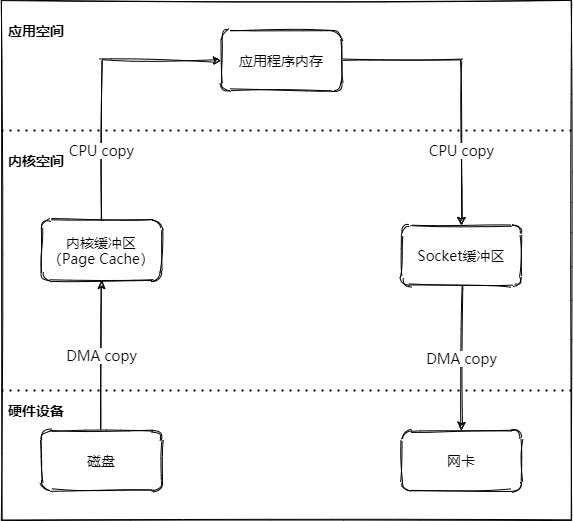 应用空间
应用程序内存
CPU copy
CPU copy
内核空间
内核缓冲区
（Page Cache）
Socket缓冲区
DMA copy
DMA copy
硬件设备
磁盘
网卡